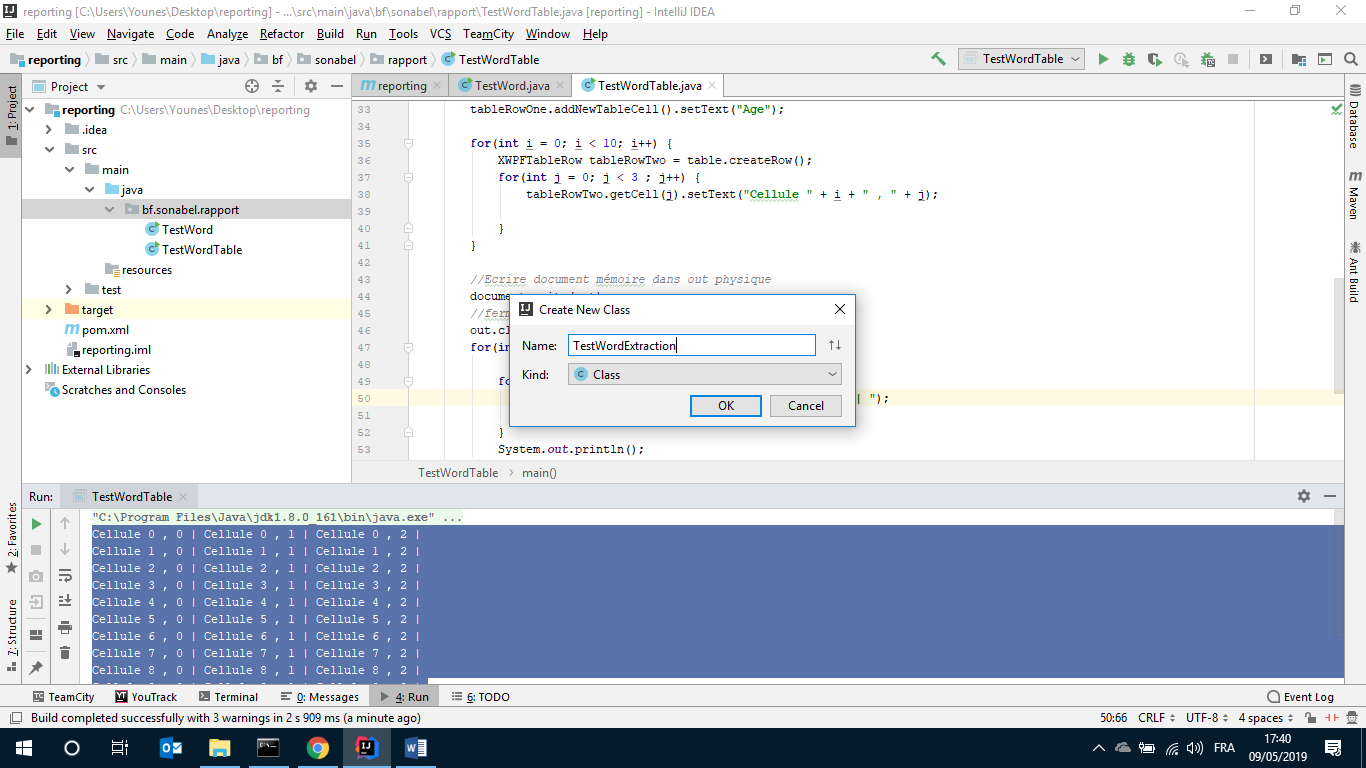 reporting [C:\Users\Younes\Desktop\reporting] - ...\src\main\java\bf\sonabel\rapport\TestWordTable.java [reporting] - IntelliJ IDEA
File Edit View Navigate Code Analyze Refactor Build Run Tools VCS TeamCity Window Help
reporting src main java bf sonabel rapport TestWordTable
TestWordTable
1: Project
Project
reporting TestWord.java TestWordTable.java
reporting C:\Users\Younes\Desktop\reporting
.idea
src
main
java
bf.sonabel.rapport
TestWord
TestWordTable
resources
test
target
pom.xml
reporting.iml
External Libraries
Scratches and Consoles
33 tableRowOne.addNewTableCell().setText("Age");
34
35 for(int i = 0; i < 10; i++) {
36 XWPFTableRow tableRowTwo = table.createRow();
37 for(int j = 0; j < 3 ; j++) {
38 tableRowTwo.getCell(j).setText("Cellule " + i + " , " + j);
39
40 }
41 }
42
43 //Ecrire document mémoire dans out physique
44
45 //ferm
46 out.cl
47 for(in
48
49 fo
50 | ");
51
52 }
53 System.out.println();
Create New Class
Name: TestWordExtraction
Kind: Class
OK Cancel
TestWordTable › main()
Database
Maven
Ant Build
2: Favorites
7: Structure
Run: TestWordTable
"C:\Program Files\Java\jdk1.8.0_161\bin\java.exe" ...
Cellule 0 , 0 | Cellule 0 , 1 | Cellule 0 , 2 |
Cellule 1 , 0 | Cellule 1 , 1 | Cellule 1 , 2 |
Cellule 2 , 0 | Cellule 2 , 1 | Cellule 2 , 2 |
Cellule 3 , 0 | Cellule 3 , 1 | Cellule 3 , 2 |
Cellule 4 , 0 | Cellule 4 , 1 | Cellule 4 , 2 |
Cellule 5 , 0 | Cellule 5 , 1 | Cellule 5 , 2 |
Cellule 6 , 0 | Cellule 6 , 1 | Cellule 6 , 2 |
Cellule 7 , 0 | Cellule 7 , 1 | Cellule 7 , 2 |
Cellule 8 , 0 | Cellule 8 , 1 | Cellule 8 , 2 |
TeamCity YouTrack Terminal 0: Messages 4: Run 6: TODO Event Log
Build completed successfully with 3 warnings in 2 s 909 ms (a minute ago) 50:66 CRLF UTF-8 4 spaces
FRA 17:40
09/05/2019